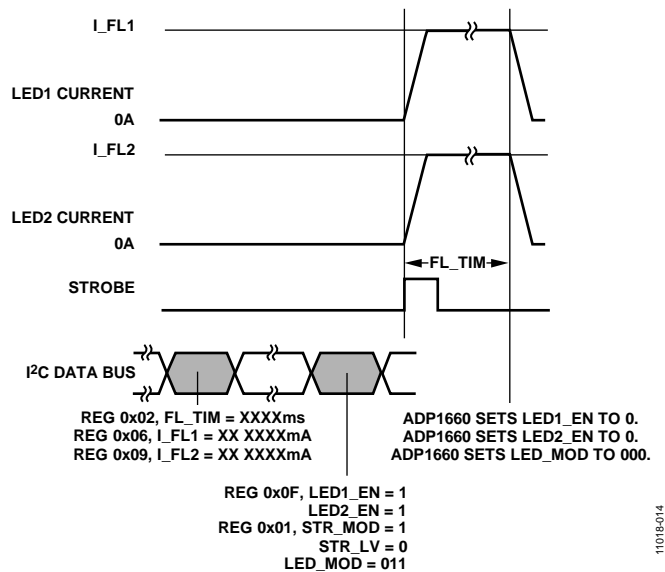 I_FL1
LED1 CURRENT
0A
I_FL2
LED2 CURRENT
0A
FL_TIM
STROBE
I²C DATA BUS
REG 0x02, FL_TIM = XXXXms
REG 0x06, I_FL1 = XX XXXXmA
REG 0x09, I_FL2 = XX XXXXmA
ADP1660 SETS LED1_EN TO 0.
ADP1660 SETS LED2_EN TO 0.
ADP1660 SETS LED_MOD TO 000.
REG 0x0F, LED1_EN = 1
LED2_EN = 1
REG 0x01, STR_MOD = 1
STR_LV = 0
LED_MOD = 011
11018-014